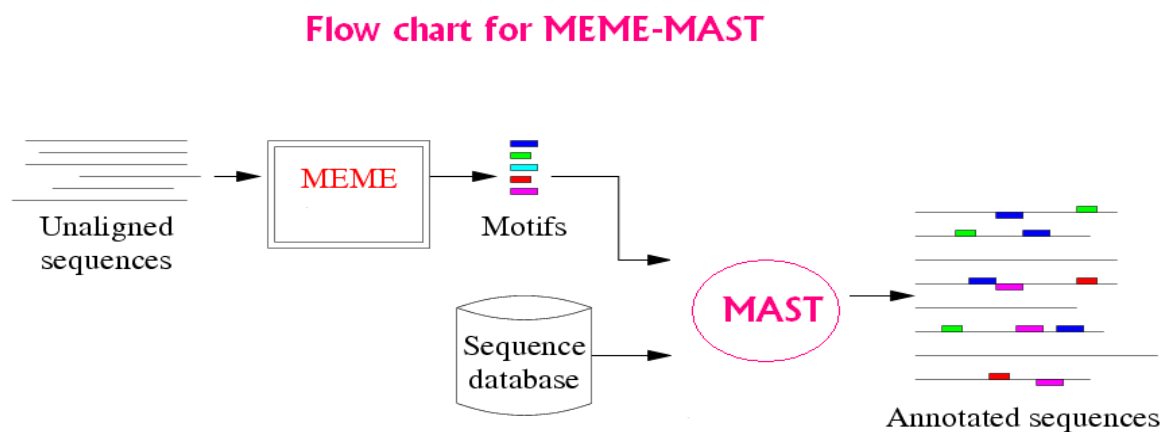 Flow chart for MEME-MAST
MEME
Unaligned
sequences
Motifs
MAST
Sequence
database
Annotated sequences